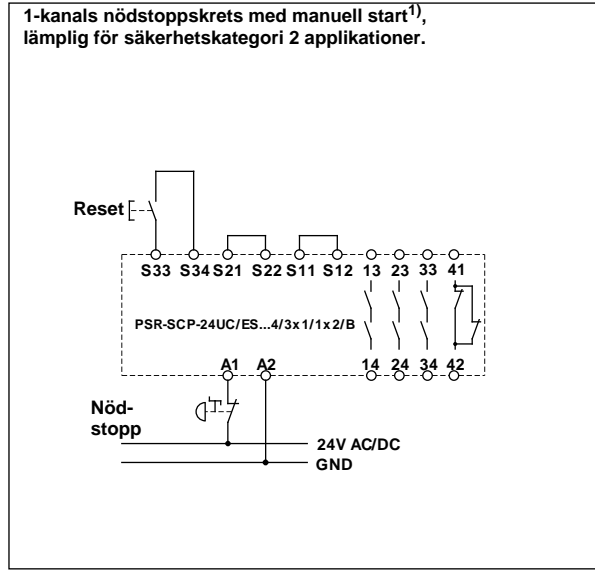 1-kanals nödstoppskrets med manuell start1),
lämplig för säkerhetskategori 2 applikationer.
Reset
S33 S34 S21 S22 S11 S12 13 23 33 41
PSR-SCP-24UC/ES...4/3x1/1x2/B
A1 A2 14 24 34 42
Nöd-
stopp
24V AC/DC
GND